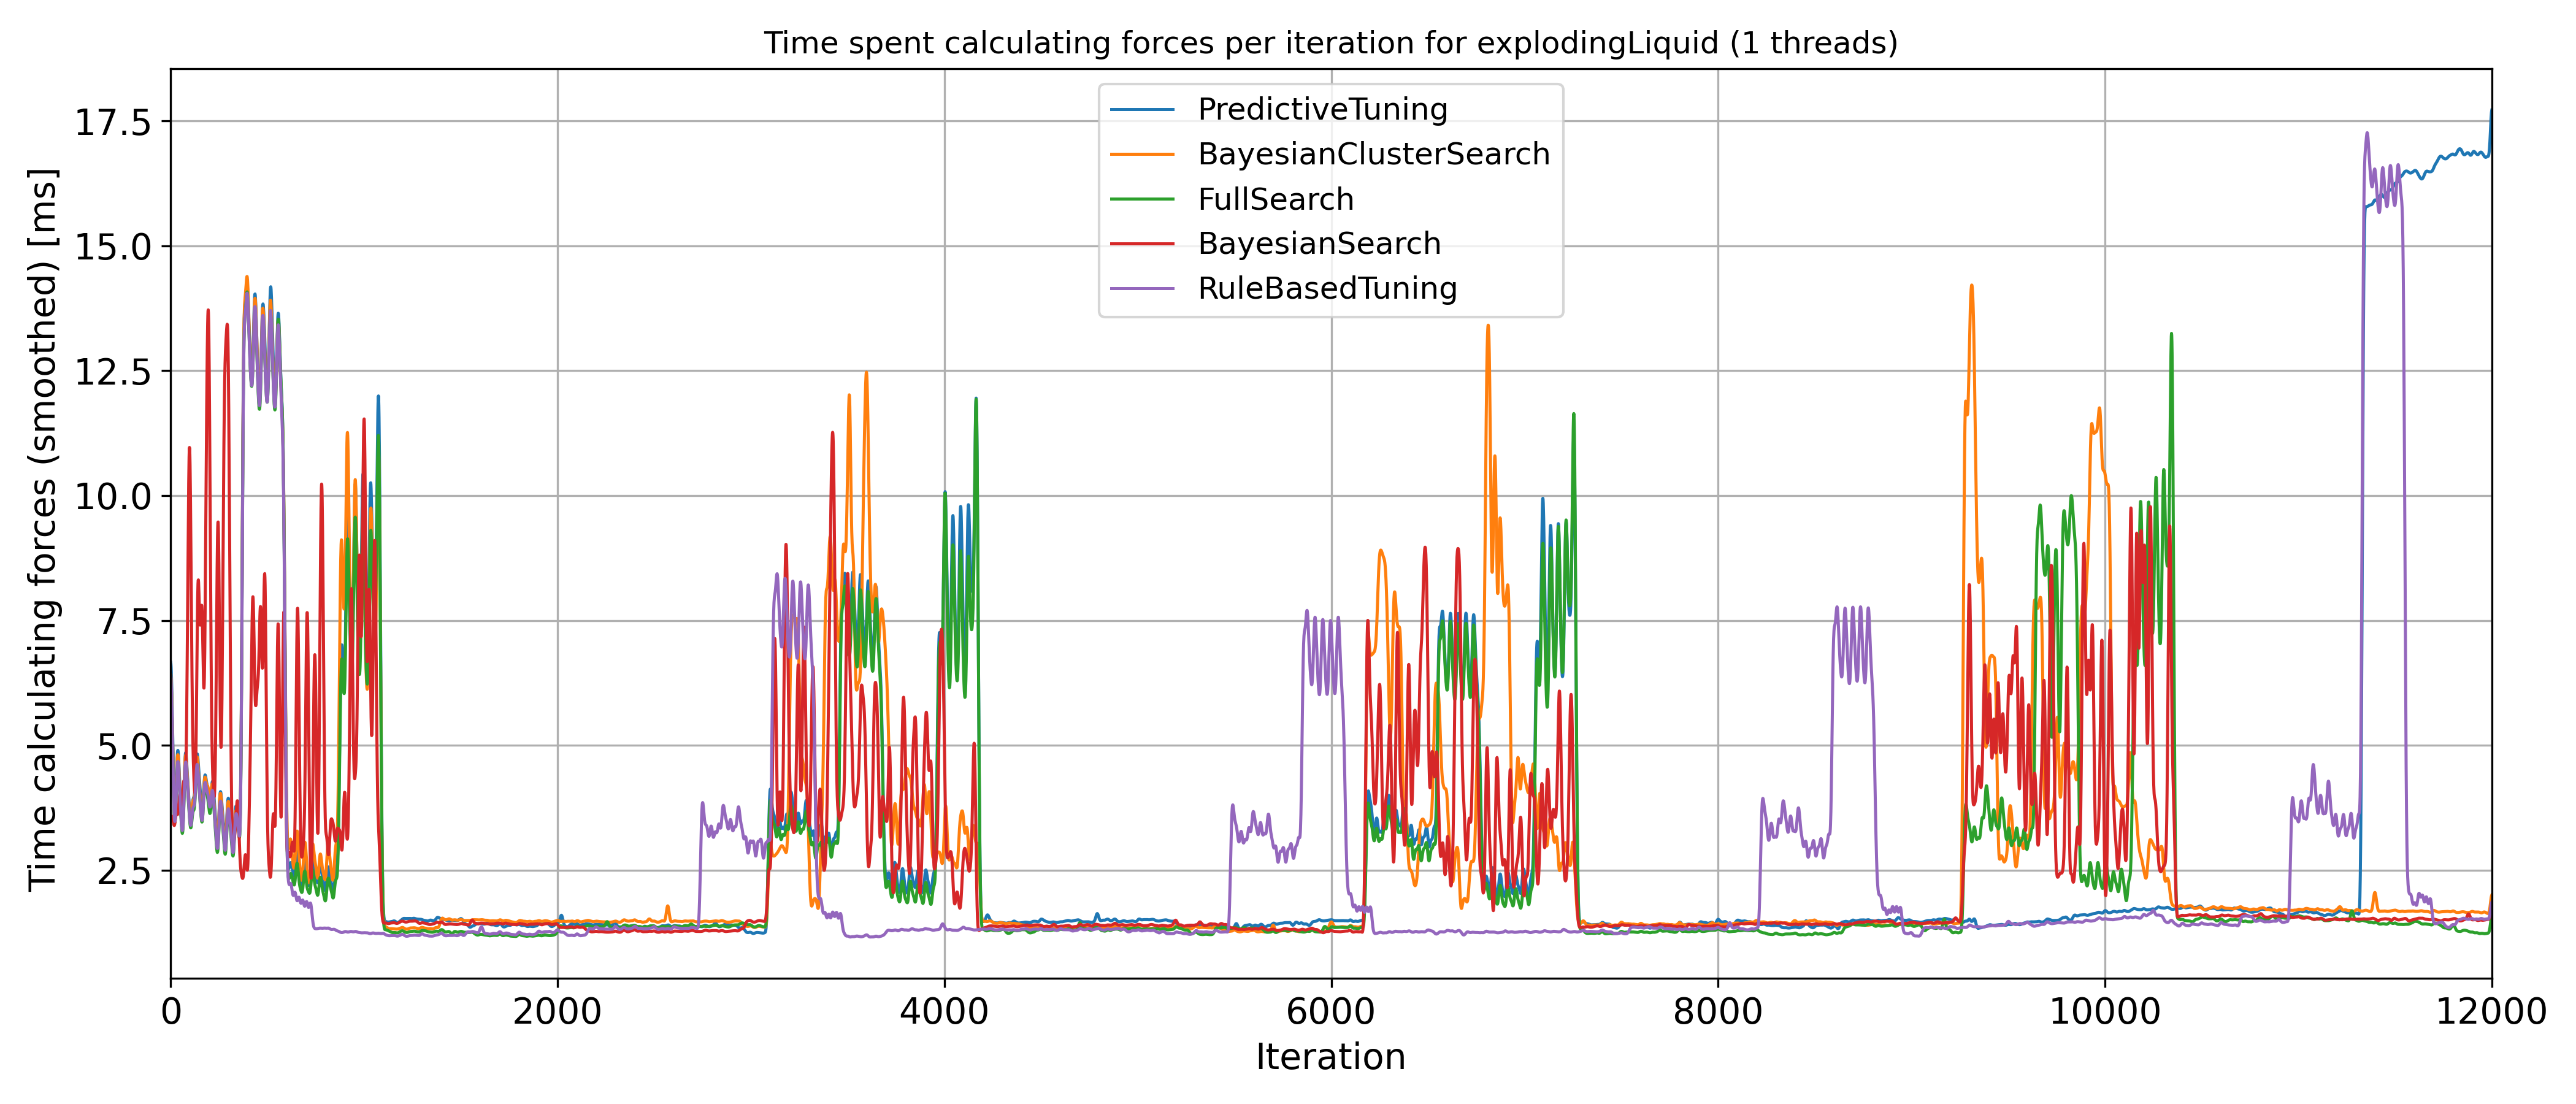 Time spent calculating forces per iteration for explodingLiquid (1 threads)
Time calculating forces (smoothed) [ms]
17.5
15.0
12.5
10.0
7.5
5.0
2.5
PredictiveTuning
BayesianClusterSearch
FullSearch
BayesianSearch
RuleBasedTuning
0
2000
4000
6000
8000
10000
12000
Iteration